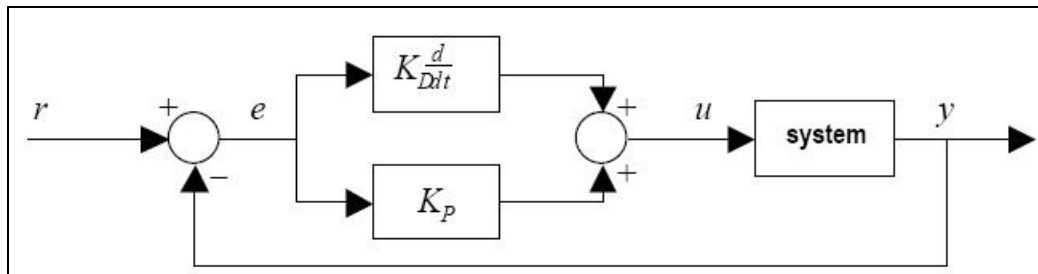 K_D d/dt
r + e + u system y
− +
K_P